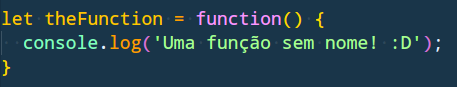 let theFunction = function() {
  console.log('Uma função sem nome! :D');
}